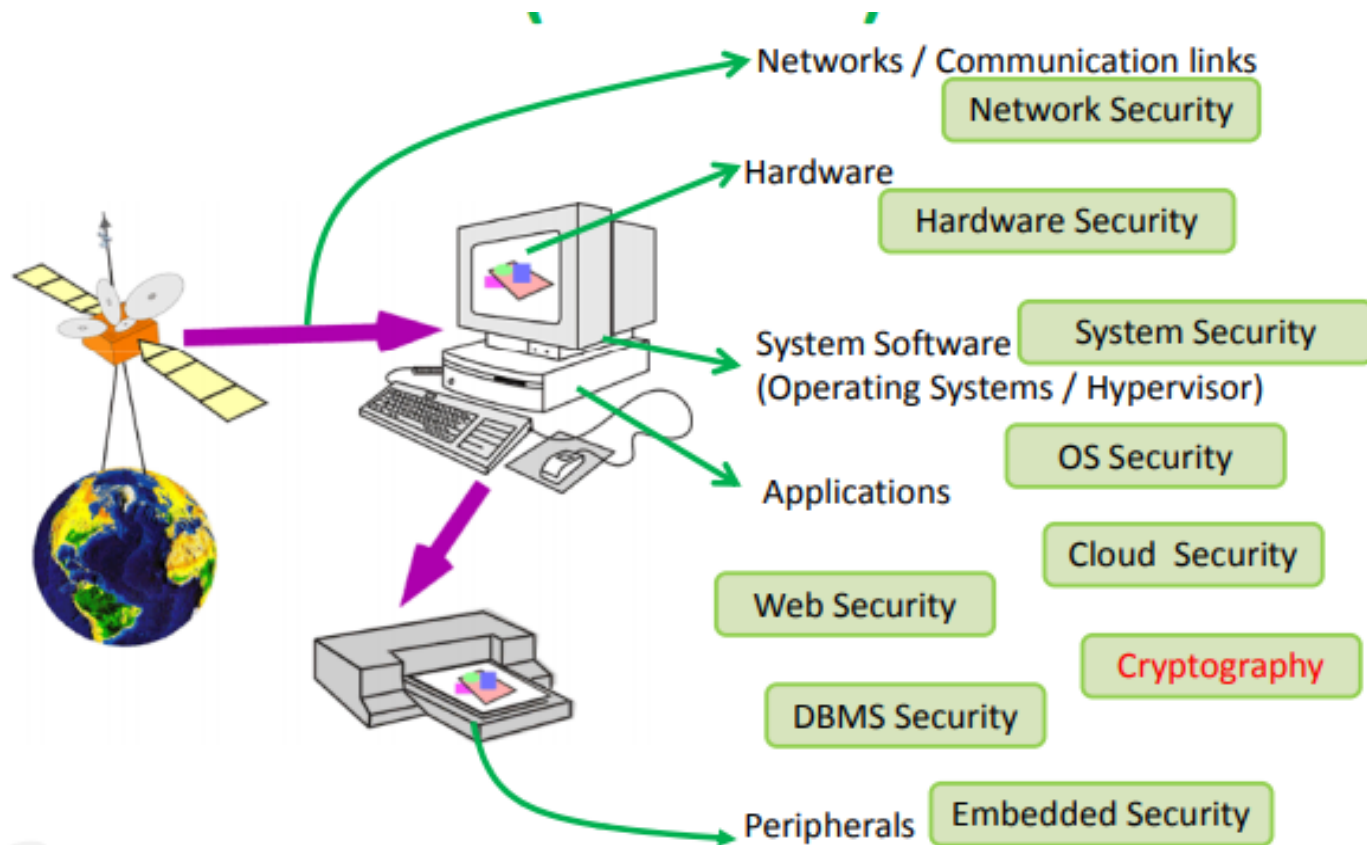 Networks / Communication links
Network Security
Hardware
Hardware Security
System Software
System Security
(Operating Systems / Hypervisor)
OS Security
Applications
Cloud Security
Web Security
Cryptography
DBMS Security
Peripherals
Embedded Security